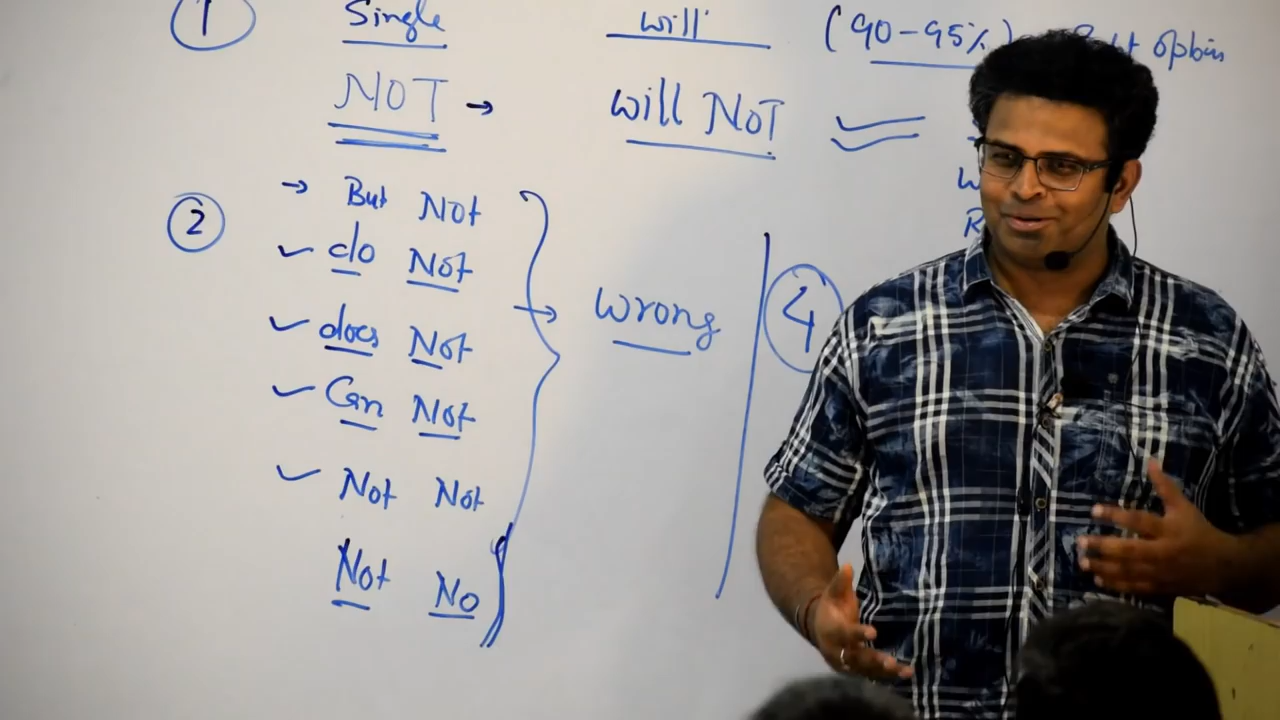 1 Single will (90-95%)
NOT → will NOT
→ But Not
2
do Not
does Not
→ wrong
4
Can Not
Not Not
Not No